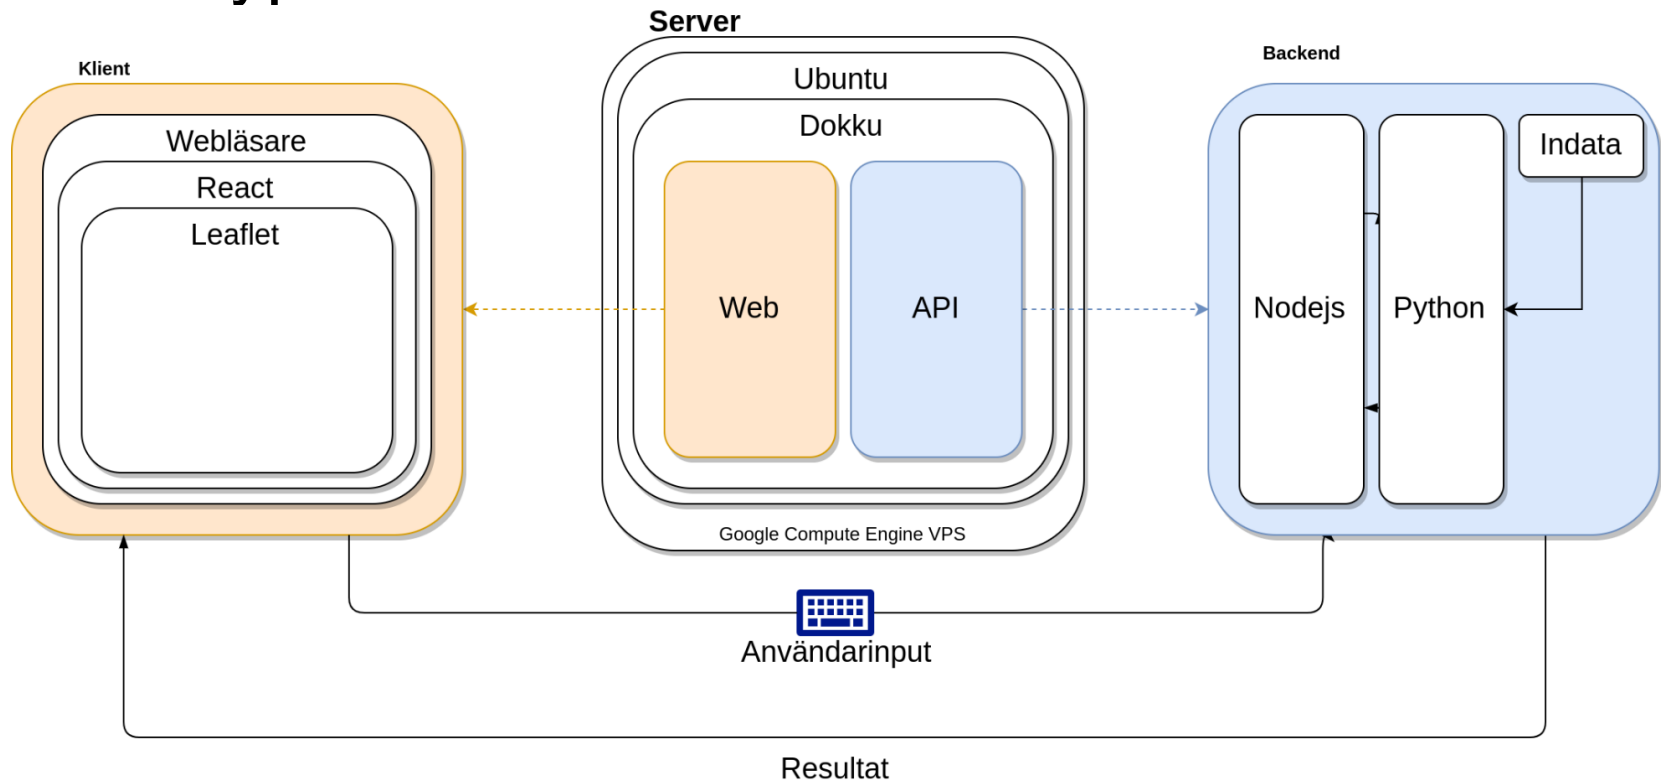 Server
Klient
Backend
Webläsare
React
Leaflet
Ubuntu
Dokku
Web
API
Google Compute Engine VPS
Nodejs
Python
Indata
Användarinput
Resultat